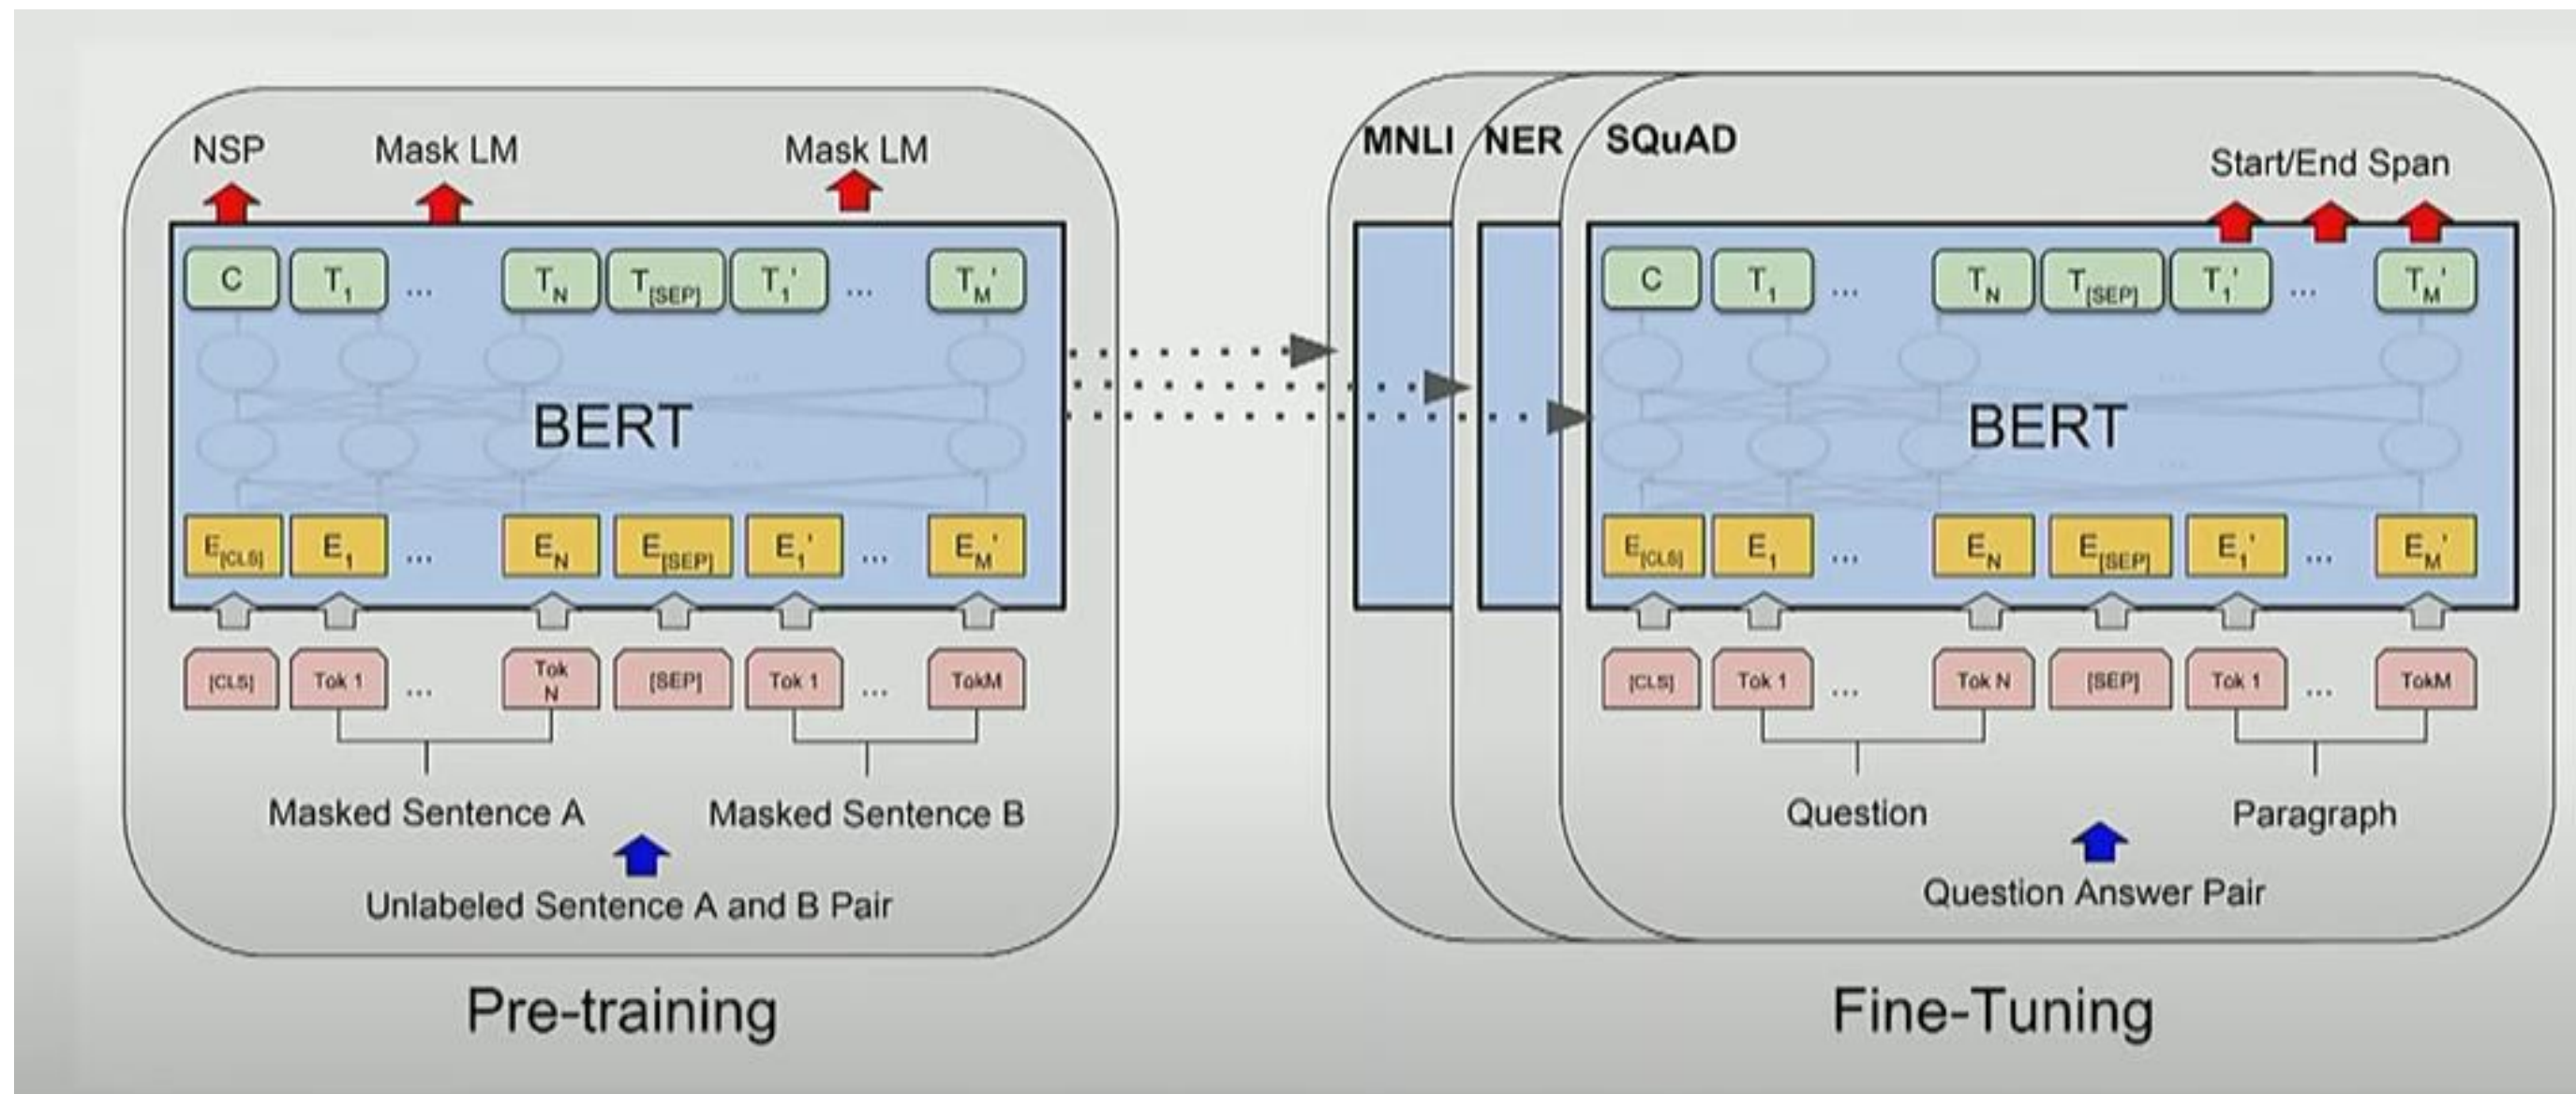 NSP Mask LM Mask LM
C T1 ... TN T[SEP] T1' ... TM'
BERT
E[CLS] E1 ... EN E[SEP] E1' ... EM'
[CLS] Tok 1 ... Tok N [SEP] Tok 1 ... TokM
Masked Sentence A Masked Sentence B
Unlabeled Sentence A and B Pair
Pre-training
MNLI NER SQuAD
Start/End Span
C T1 ... TN T[SEP] T1' ... TM'
BERT
E[CLS] E1 ... EN E[SEP] E1' ... EM'
[CLS] Tok 1 ... Tok N [SEP] Tok 1 ... TokM
Question Paragraph
Question Answer Pair
Fine-Tuning